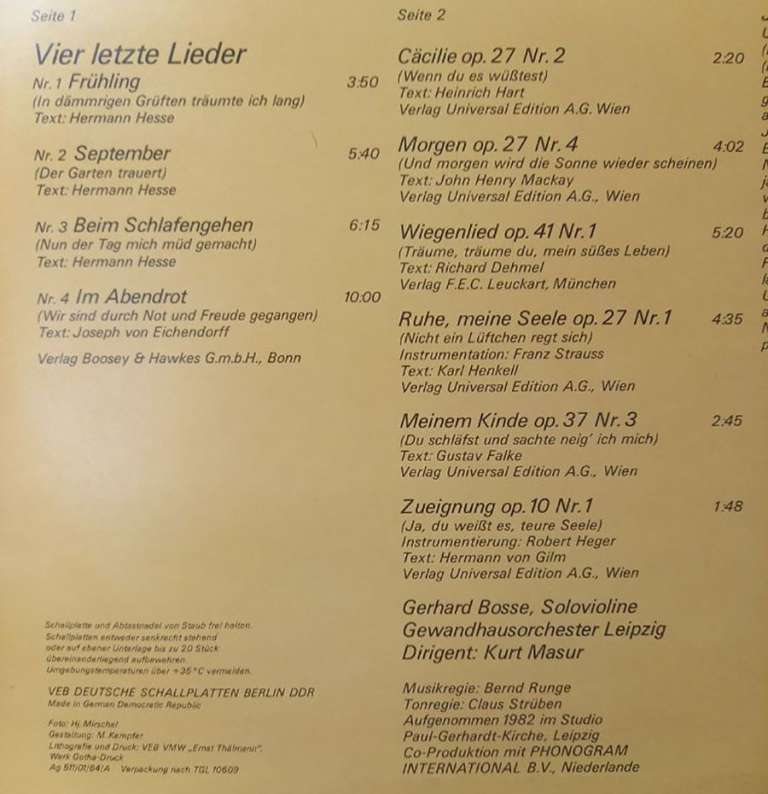 Seite 1
Vier letzte Lieder
Nr. 1 Frühling 3:50
(In dämmrigen Grüften träumte ich lang)
Text: Hermann Hesse
Nr. 2 September 5:40
(Der Garten trauert)
Text: Hermann Hesse
Nr. 3 Beim Schlafengehen 6:15
(Nun der Tag mich müd gemacht)
Text: Hermann Hesse
Nr. 4 Im Abendrot 10:00
(Wir sind durch Not und Freude gegangen)
Text: Joseph von Eichendorff
Verlag Boosey & Hawkes G.m.b.H., Bonn
Schallplatte und Abtastnadel von Staub frei halten.
Schallplatten entweder senkrecht stehend
oder auf ebener Unterlage bis zu 20 Stück
übereinanderliegend aufbewahren.
Umgebungstemperaturen über +35°C vermeiden.
VEB DEUTSCHE SCHALLPLATTEN BERLIN DDR
Made in German Democratic Republic
Foto: Hj. Mirschel
Gestaltung: M. Kempfer
Lithografie und Druck: VEB VMW „Ernst Thälmann".
Werk Gotha-Druck
Ag 511/01/84/A Verpackung nach TGL 10609
Seite 2
Cäcilie op. 27 Nr. 2 2:20
(Wenn du es wüßtest)
Text: Heinrich Hart
Verlag Universal Edition A.G. Wien
Morgen op. 27 Nr. 4 4:02
(Und morgen wird die Sonne wieder scheinen)
Text: John Henry Mackay
Verlag Universal Edition A.G., Wien
Wiegenlied op. 41 Nr. 1 5:20
(Träume, träume du, mein süßes Leben)
Text: Richard Dehmel
Verlag F.E.C. Leuckart, München
Ruhe, meine Seele op. 27 Nr. 1 4:35
(Nicht ein Lüftchen regt sich)
Instrumentation: Franz Strauss
Text: Karl Henkell
Verlag Universal Edition A.G., Wien
Meinem Kinde op. 37 Nr. 3 2:45
(Du schläfst und sachte neig' ich mich)
Text: Gustav Falke
Verlag Universal Edition A.G., Wien
Zueignung op. 10 Nr. 1 1:48
(Ja, du weißt es, teure Seele)
Instrumentierung: Robert Heger
Text: Hermann von Gilm
Verlag Universal Edition A.G., Wien
Gerhard Bosse, Solovioline
Gewandhausorchester Leipzig
Dirigent: Kurt Masur
Musikregie: Bernd Runge
Tonregie: Claus Strüben
Aufgenommen 1982 im Studio
Paul-Gerhardt-Kirche, Leipzig
Co-Produktion mit PHONOGRAM
INTERNATIONAL B.V., Niederlande